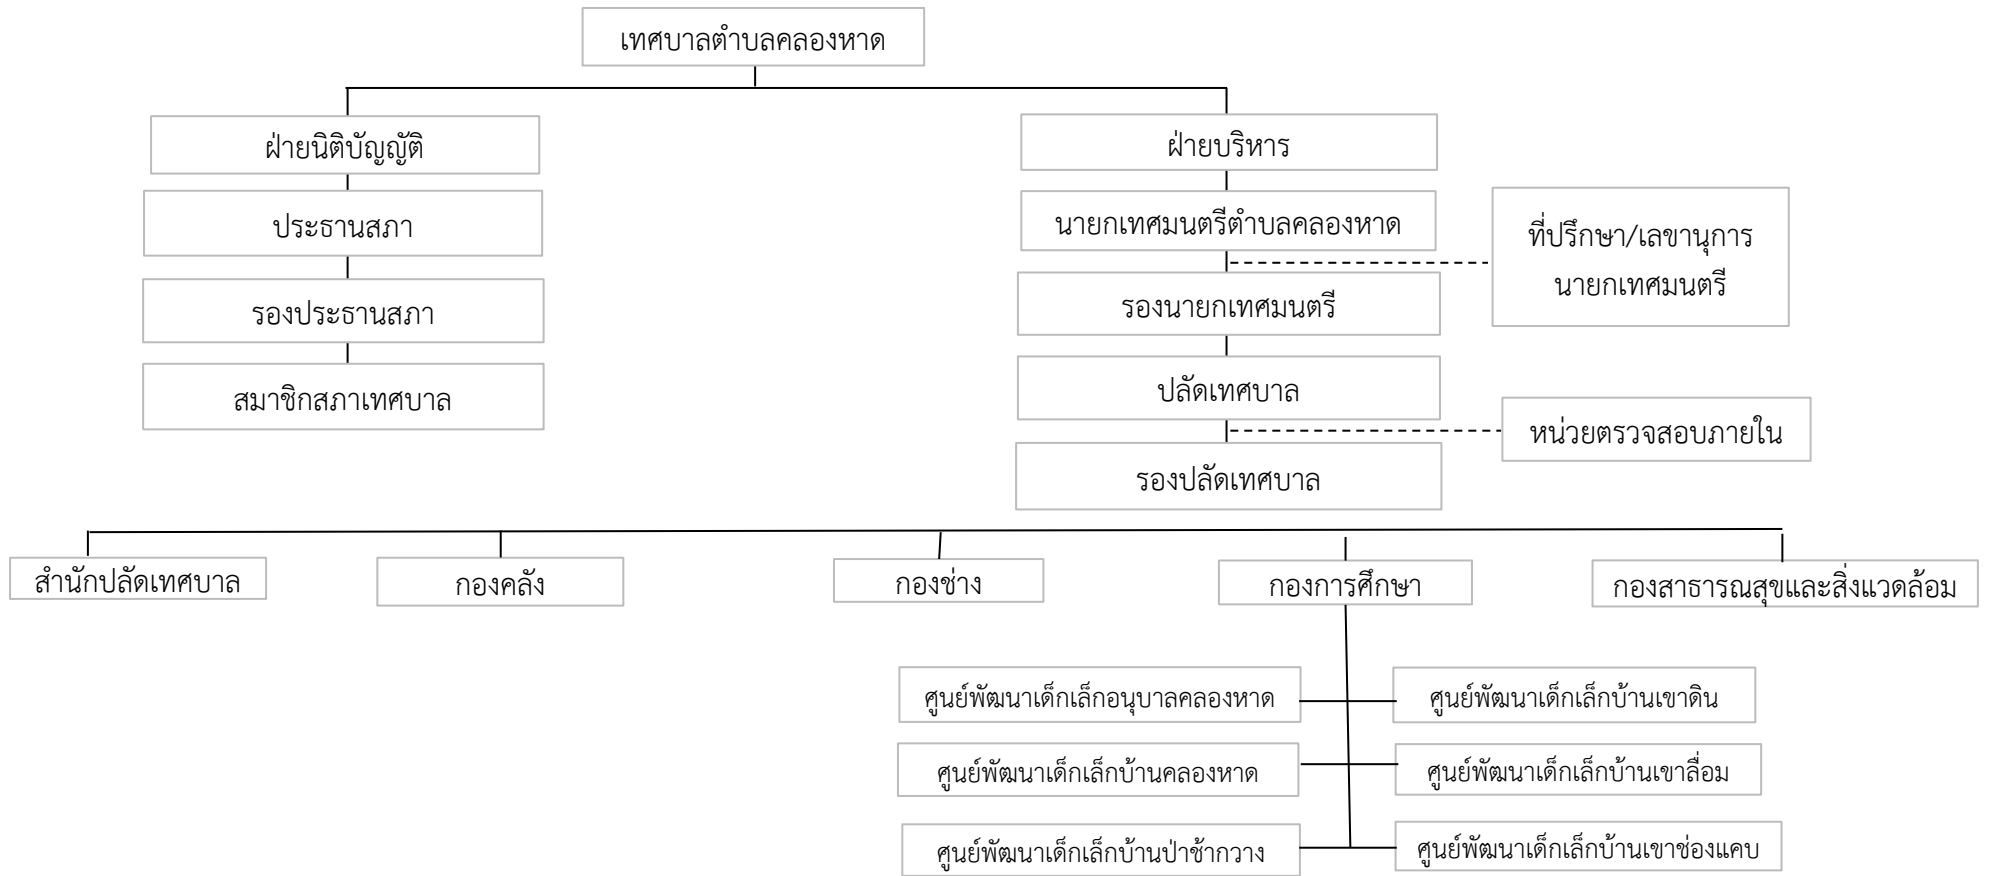 เทศบาลตำบลคลองหาด
ฝ่ายนิติบัญญัติ
ฝ่ายบริหาร
ประธานสภา
นายกเทศมนตรีตำบลคลองหาด
ที่ปรึกษา/เลขานุการ
นายกเทศมนตรี
รองประธานสภา
รองนายกเทศมนตรี
สมาชิกสภาเทศบาล
ปลัดเทศบาล
หน่วยตรวจสอบภายใน
รองปลัดเทศบาล
สำนักปลัดเทศบาล
กองคลัง
กองช่าง
กองการศึกษา
กองสาธารณสุขและสิ่งแวดล้อม
ศูนย์พัฒนาเด็กเล็กอนุบาลคลองหาด
ศูนย์พัฒนาเด็กเล็กบ้านเขาดิน
ศูนย์พัฒนาเด็กเล็กบ้านคลองหาด
ศูนย์พัฒนาเด็กเล็กบ้านเขาลื่อม
ศูนย์พัฒนาเด็กเล็กบ้านป่าช้ากวาง
ศูนย์พัฒนาเด็กเล็กบ้านเขาช่องแคบ